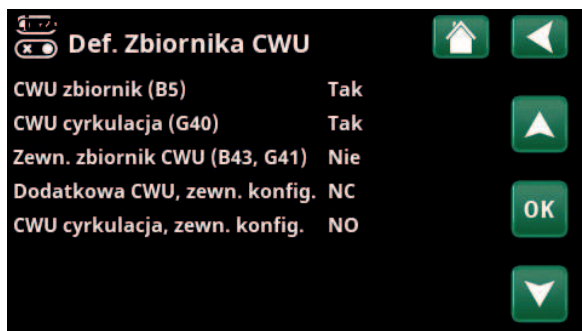 Def. Zbiornika CWU
CWU zbiornik (B5) Tak
CWU cyrkulacja (G40) Tak
Zewn. zbiornik CWU (B43, G41) Nie
Dodatkowa CWU, zewn. konfig. NC
CWU cyrkulacja, zewn. konfig. NO
OK